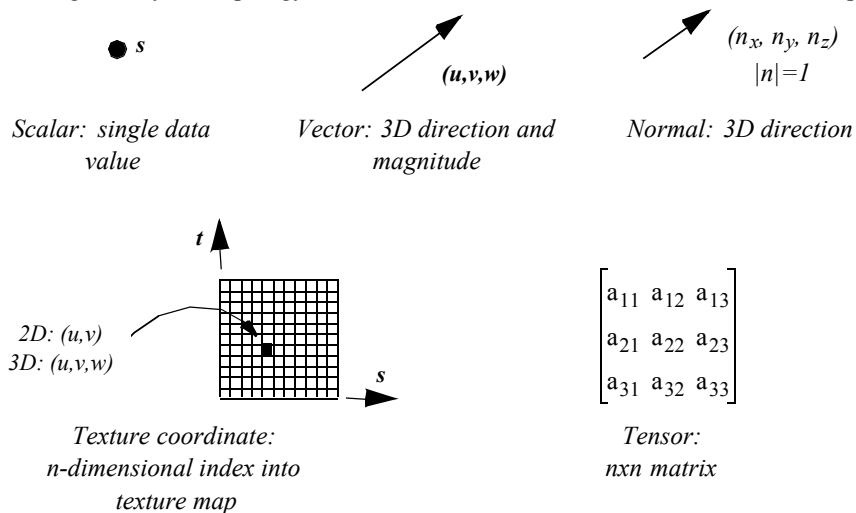 s
(u,v,w)
(nx, ny, nz)
|n|=1
Scalar: single data
value
Vector: 3D direction and
magnitude
Normal: 3D direction
t
2D: (u,v)
3D: (u,v,w)
s
Texture coordinate:
n-dimensional index into
texture map
a11 a12 a13
a21 a22 a23
a31 a32 a33
Tensor:
nxn matrix